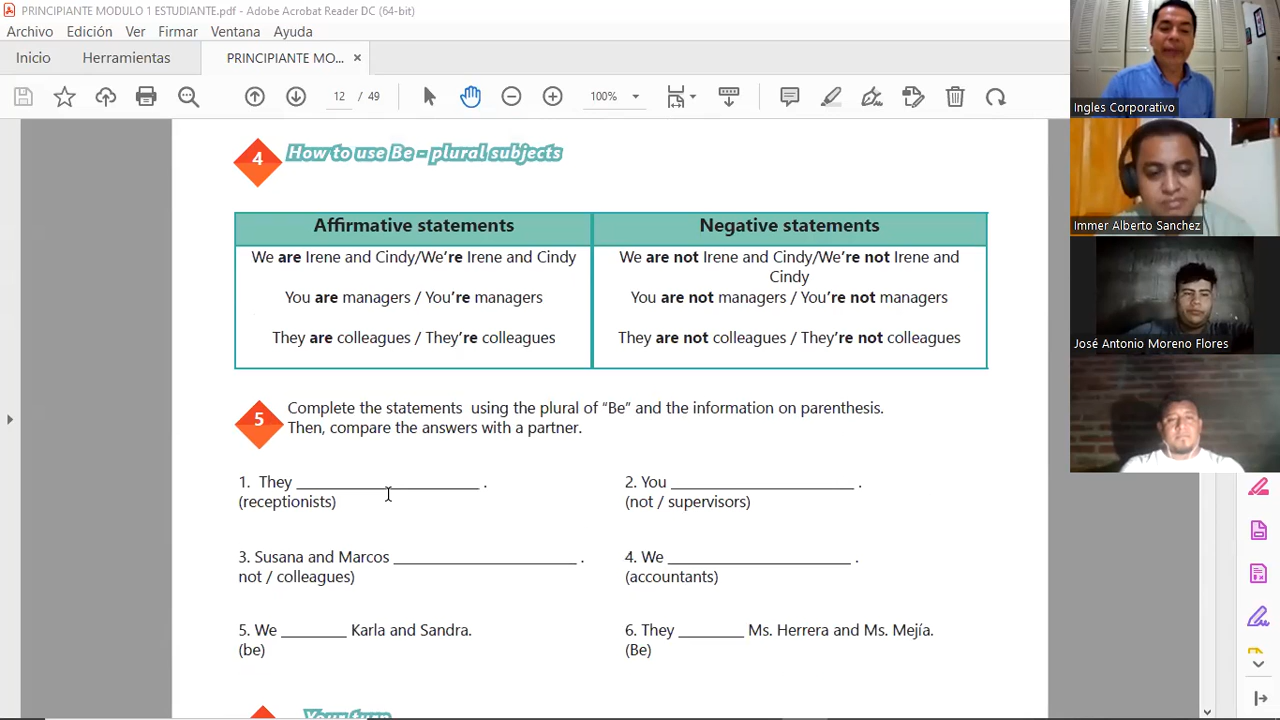 PRINCIPIANTE MODULO 1 ESTUDIANTE.pdf - Adobe Acrobat Reader DC (64-bit)
Archivo Edición Ver Firmar Ventana Ayuda
Inicio Herramientas PRINCIPIANTE MO... ×
12 / 49 100%
4 How to use Be - plural subjects
Affirmative statements
We are Irene and Cindy/We're Irene and Cindy
You are managers / You're managers
They are colleagues / They're colleagues
Negative statements
We are not Irene and Cindy/We're not Irene and
Cindy
You are not managers / You're not managers
They are not colleagues / They're not colleagues
5 Complete the statements using the plural of “Be” and the information on parenthesis.
Then, compare the answers with a partner.
1. They ______________________ .
(receptionists)
2. You ______________________ .
(not / supervisors)
3. Susana and Marcos ______________________ .
not / colleagues)
4. We ______________________ .
(accountants)
5. We ________ Karla and Sandra.
(be)
6. They ________ Ms. Herrera and Ms. Mejía.
(Be)
Your turn
Ingles Corporativo
Immer Alberto Sanchez
José Antonio Moreno Flores